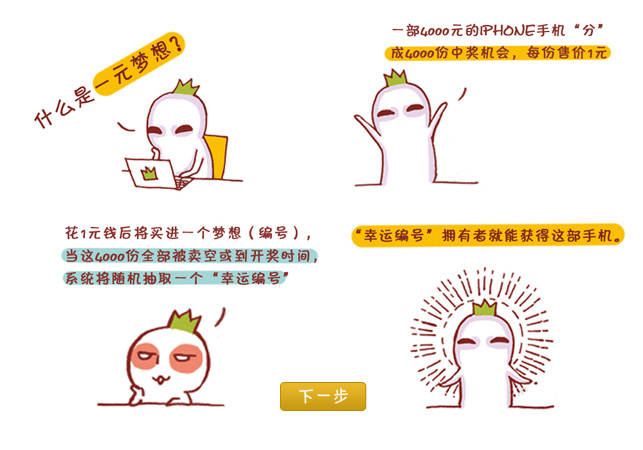 什么是一元梦想?
一部4000元的IPHONE手机“分”
成4000份中奖机会，每份售价1元
花1元钱后将买进一个梦想（编号），
当这4000份全部被卖空或到开奖时间，
系统将随机抽取一个“幸运编号”
“幸运编号”拥有者就能获得这部手机。
下一步